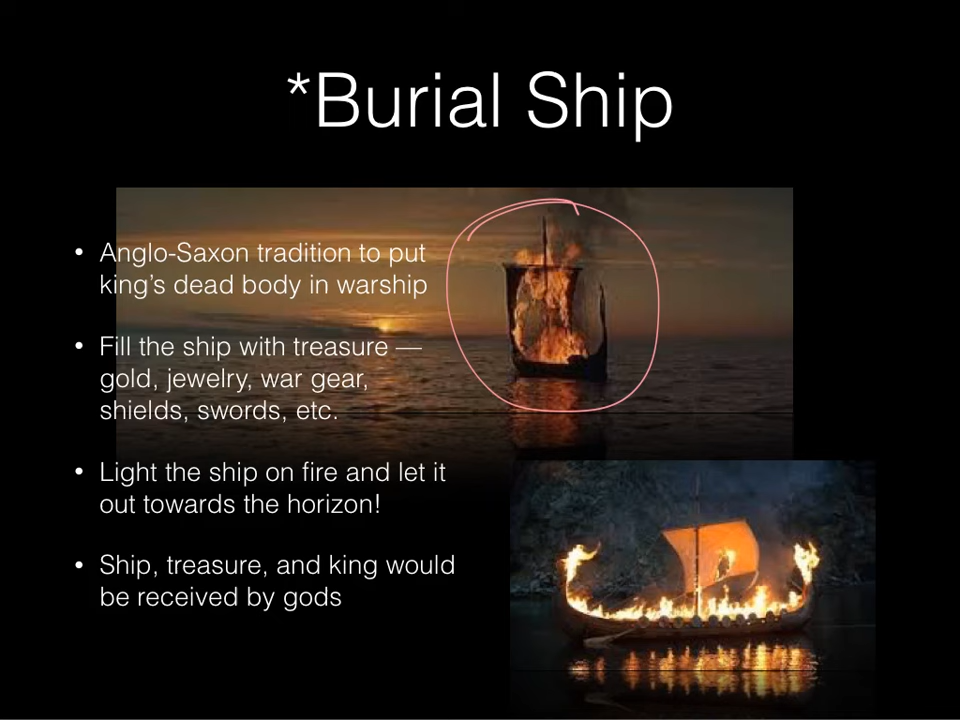 *Burial Ship
• Anglo-Saxon tradition to put
king’s dead body in warship
• Fill the ship with treasure —
gold, jewelry, war gear,
shields, swords, etc.
• Light the ship on fire and let it
out towards the horizon!
• Ship, treasure, and king would
be received by gods